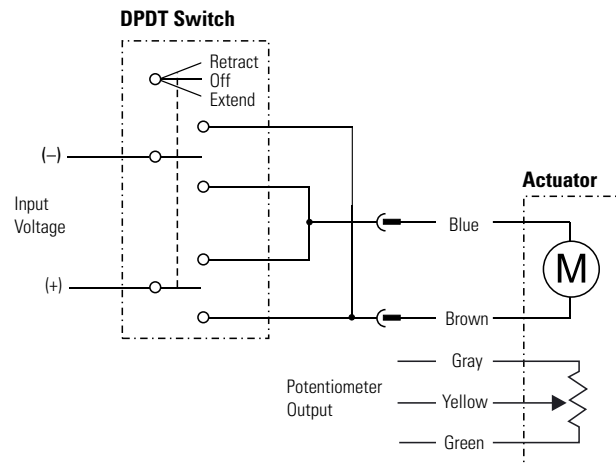 DPDT Switch
Retract
Off
Extend
(–)
Input
Voltage
(+)
Actuator
Blue
M
Brown
Gray
Potentiometer
Output
Yellow
Green